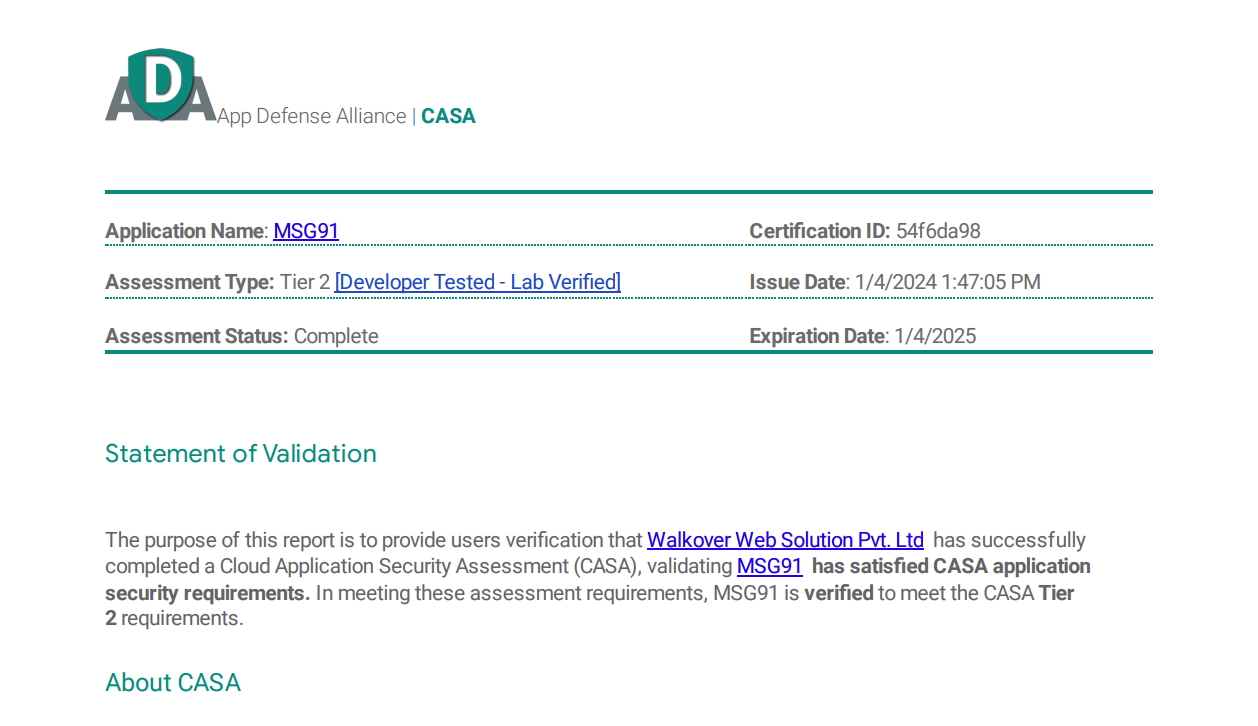 ADA App Defense Alliance | CASA
Application Name: MSG91
Certification ID: 54f6da98
Assessment Type: Tier 2 [Developer Tested - Lab Verified]
Issue Date: 1/4/2024 1:47:05 PM
Assessment Status: Complete
Expiration Date: 1/4/2025
Statement of Validation
The purpose of this report is to provide users verification that Walkover Web Solution Pvt. Ltd has successfully
completed a Cloud Application Security Assessment (CASA), validating MSG91 has satisfied CASA application
security requirements. In meeting these assessment requirements, MSG91 is verified to meet the CASA Tier
2 requirements.
About CASA